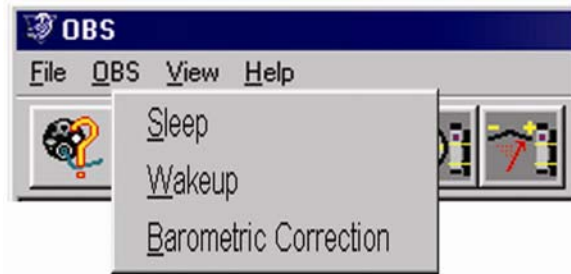 OBS
File OBS View Help
Sleep
Wakeup
Barometric Correction